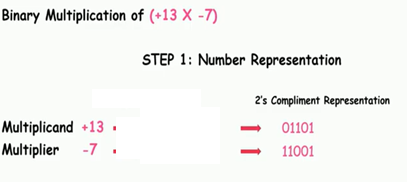 Binary Multiplication of (+13 X -7)
STEP 1: Number Representation
2's Compliment Representation
Multiplicand +13 01101
Multiplier -7 11001